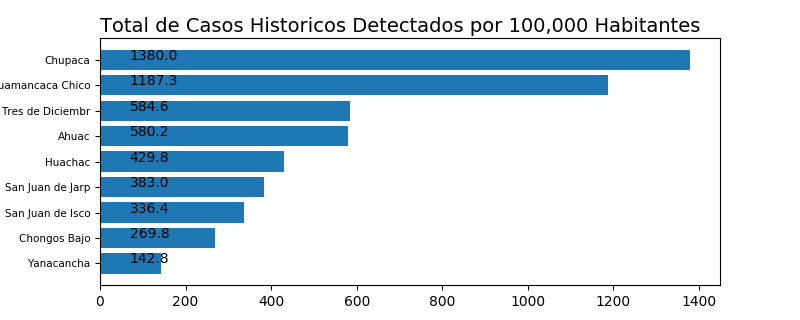 Total de Casos Historicos Detectados por 100,000 Habitantes
Chupaca 1380.0
uamancaca Chico 1187.3
Tres de Diciembr 584.6
Ahuac 580.2
Huachac 429.8
San Juan de Jarp 383.0
San Juan de Isco 336.4
Chongos Bajo 269.8
Yanacancha 142.8
0 200 400 600 800 1000 1200 1400